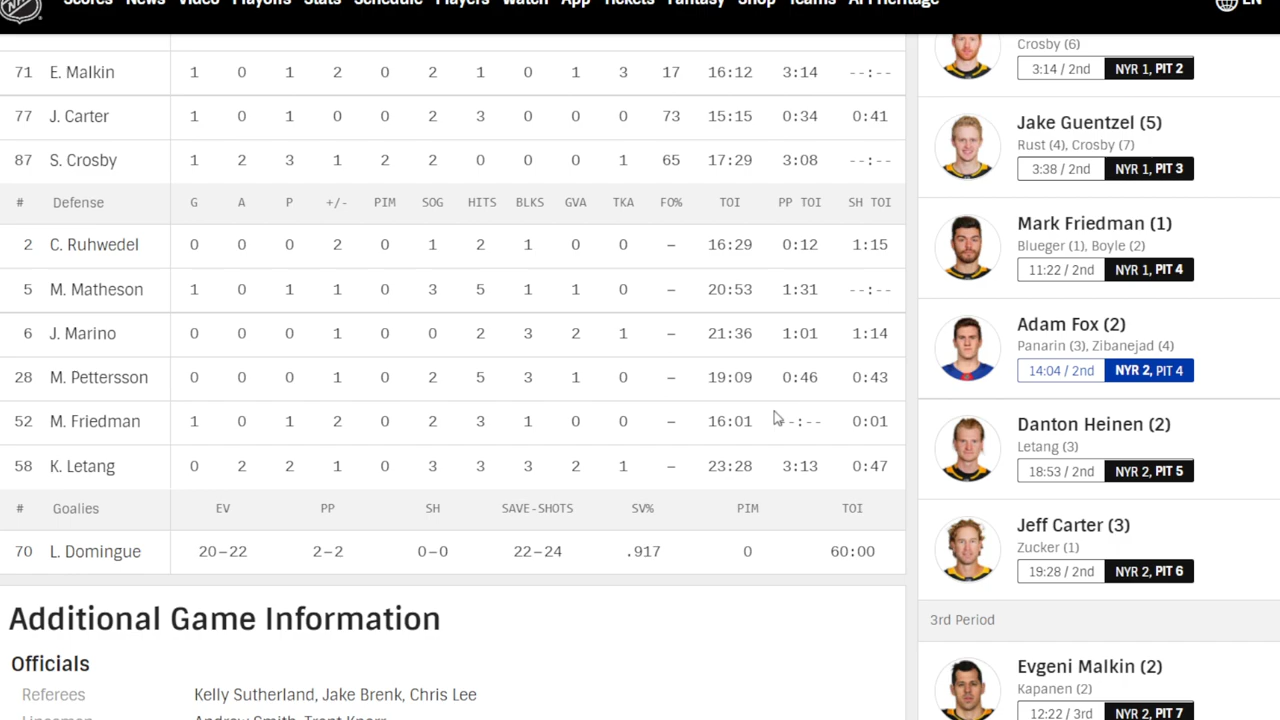 Scores News Video Playoffs Stats Schedule Players Watch App Tickets Fantasy Shop Teams API Heritage EN
71 E. Malkin 1 0 1 2 0 2 1 0 1 3 17 16:12 3:14 --:--
77 J. Carter 1 0 1 1 0 2 3 0 0 0 73 15:15 0:34 0:41
87 S. Crosby 1 2 3 1 2 2 0 0 0 1 65 17:29 3:08 --:--
# Defense G A P +/- PIM SOG HITS BLKS GVA TKA FO% TOI PP TOI SH TOI
2 C. Ruhwedel 0 0 0 2 0 1 2 1 0 0 – 16:29 0:12 1:15
5 M. Matheson 1 0 1 1 0 3 5 1 1 0 – 20:53 1:31 --:--
6 J. Marino 0 0 0 1 0 0 2 3 2 1 – 21:36 1:01 1:14
28 M. Pettersson 0 0 0 1 0 2 5 3 1 0 – 19:09 0:46 0:43
52 M. Friedman 1 0 1 2 0 2 3 1 0 0 – 16:01 --:-- 0:01
58 K. Letang 0 2 2 1 0 3 3 3 2 1 – 23:28 3:13 0:47
# Goalies EV PP SH SAVE-SHOTS SV% PIM TOI
70 L. Domingue 20–22 2–2 0–0 22–24 .917 0 60:00
Additional Game Information
Officials
Referees Kelly Sutherland, Jake Brenk, Chris Lee
Crosby (6)
3:14 / 2nd NYR 1, PIT 2
Jake Guentzel (5)
Rust (4), Crosby (7)
3:38 / 2nd NYR 1, PIT 3
Mark Friedman (1)
Blueger (1), Boyle (2)
11:22 / 2nd NYR 1, PIT 4
Adam Fox (2)
Panarin (3), Zibanejad (4)
14:04 / 2nd NYR 2, PIT 4
Danton Heinen (2)
Letang (3)
18:53 / 2nd NYR 2, PIT 5
Jeff Carter (3)
Zucker (1)
19:28 / 2nd NYR 2, PIT 6
3rd Period
Evgeni Malkin (2)
Kapanen (2)
12:22 / 3rd NYR 2, PIT 7